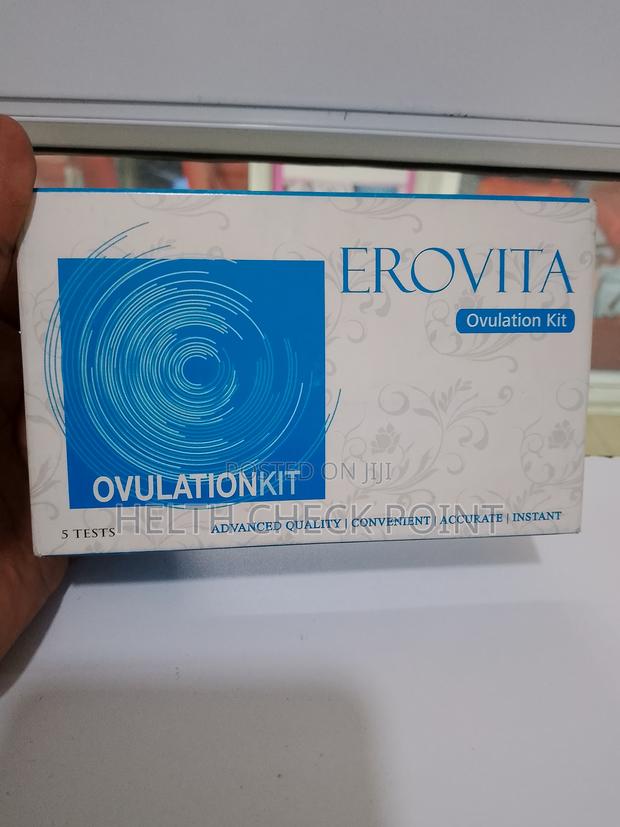 EROVITA
Ovulation Kit
POSTED ON JIJI
OVULATIONKIT
HELTH CHECK POINT
5 TESTS
ADVANCED QUALITY | CONVENIENT | ACCURATE | INSTANT